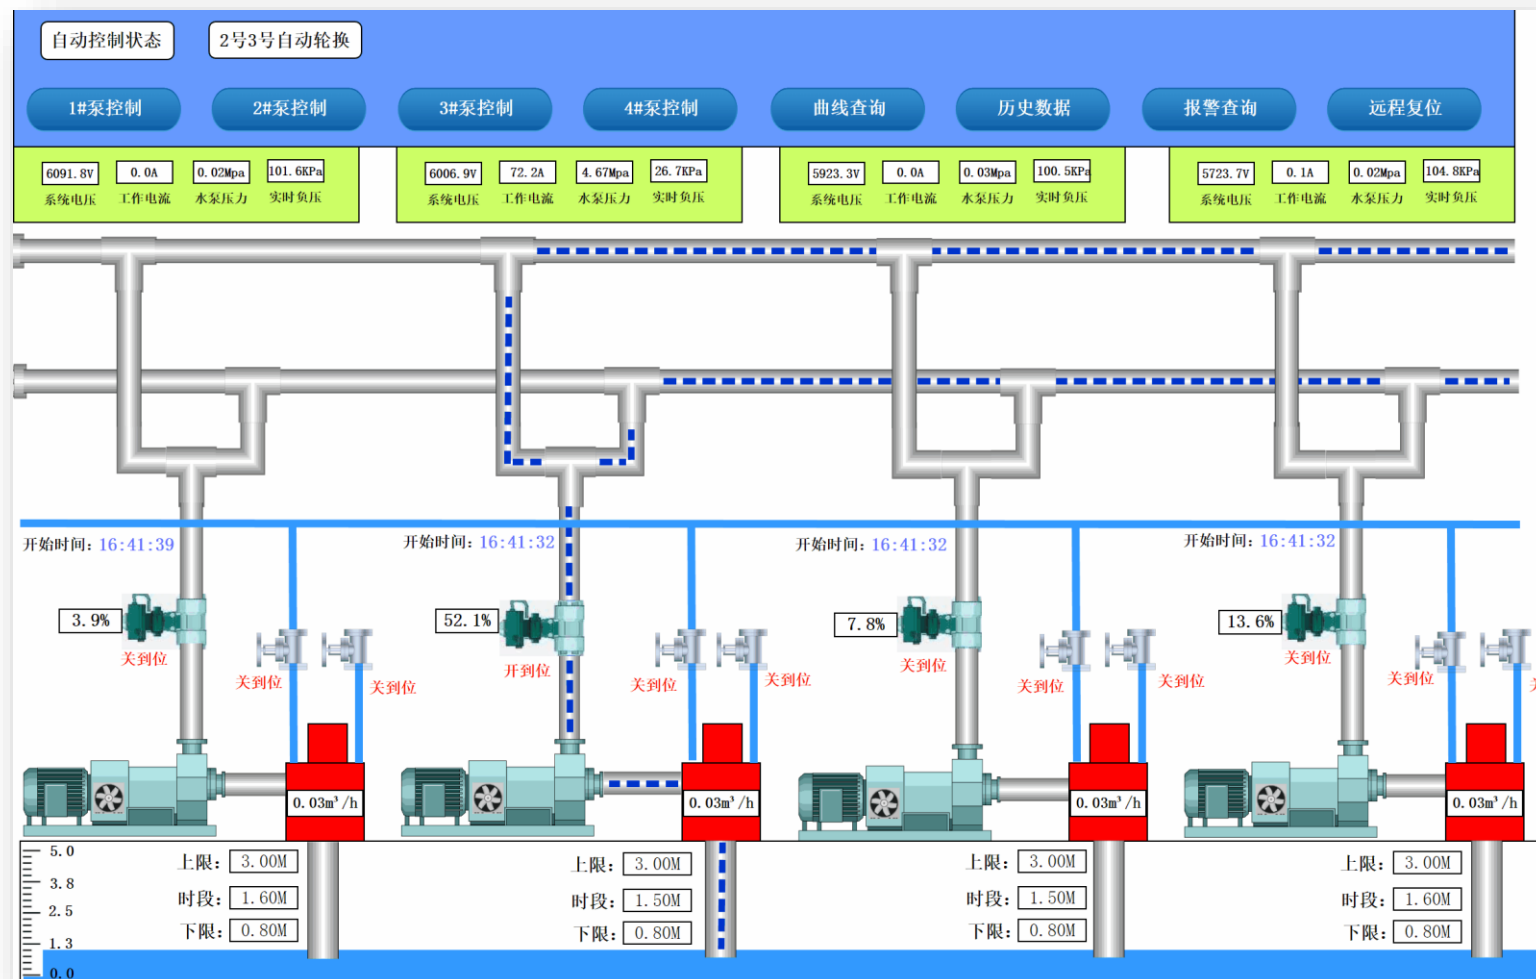 自动控制状态 2号3号自动轮换
1#泵控制 2#泵控制 3#泵控制 4#泵控制 曲线查询 历史数据 报警查询 远程复位
6091.8V 0.0A 0.02Mpa 101.6KPa 6006.9V 72.2A 4.67Mpa 26.7KPa 5923.3V 0.0A 0.03Mpa 100.5KPa 5723.7V 0.1A 0.02Mpa 104.8KPa
系统电压 工作电流 水泵压力 实时负压 系统电压 工作电流 水泵压力 实时负压 系统电压 工作电流 水泵压力 实时负压 系统电压 工作电流 水泵压力 实时负压
开始时间: 16:41:39 开始时间: 16:41:32 开始时间: 16:41:32 开始时间: 16:41:32
3.9% 52.1% 7.8% 13.6%
关到位 开到位 关到位 关到位
关到位 关到位 关到位 关到位 关到位 关到位 关到位 关
0.03m³/h 0.03m³/h 0.03m³/h 0.03m³/h
5.0 上限: 3.00M 上限: 3.00M 上限: 3.00M 上限: 3.00M
3.8
时段: 1.60M 时段: 1.50M 时段: 1.50M 时段: 1.60M
2.5
下限: 0.80M 下限: 0.80M 下限: 0.80M 下限: 0.80M
1.3
0.0